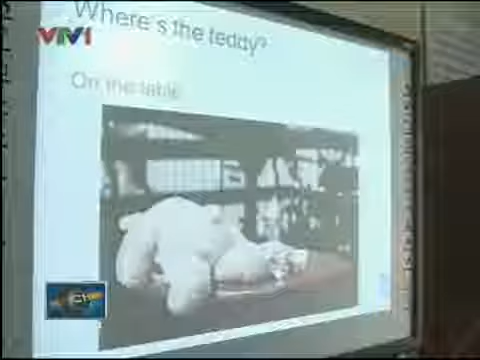 Where's the teddy?
VTV1
On the table